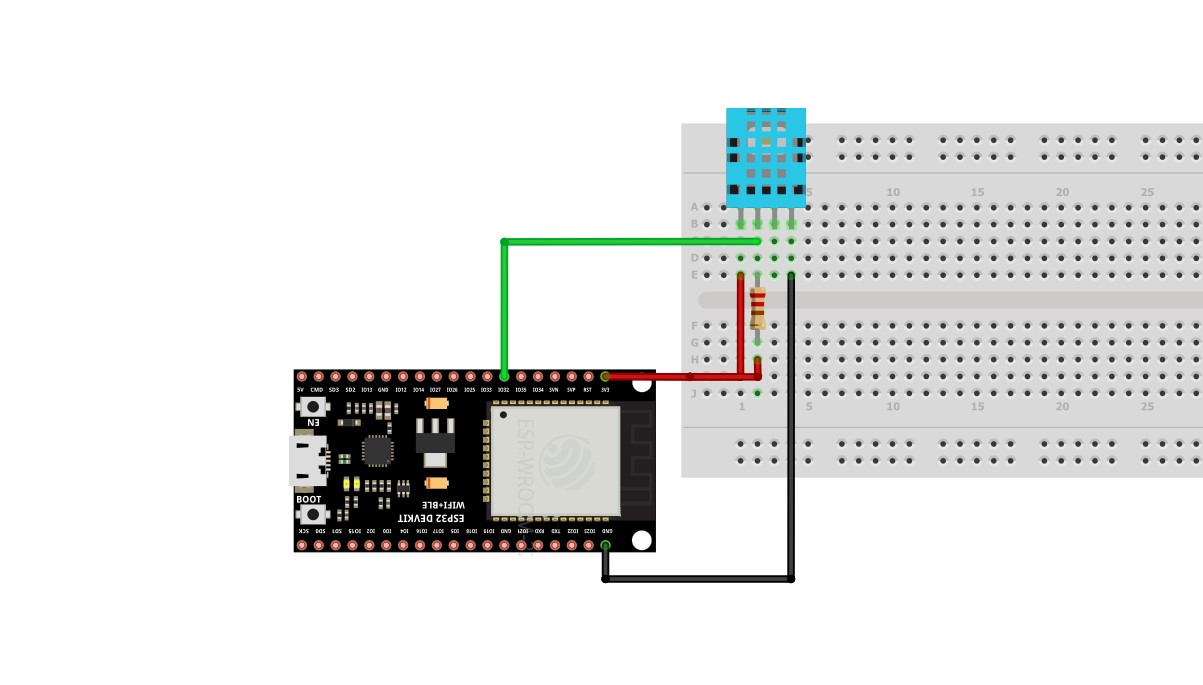 5
10
15
20
25
A
B
D
E
F
G
H
J
1
5
10
15
20
25
5V CMD SD3 SD2 IO13 GND IO12 IO14 IO27 IO26 IO25 IO33 IO32 IO35 IO34 SVN SVP RST 3V3
EN
ESP-WROOM
BOOT
WIFI+BLE
ESP32 DEVKIT
SCK SD0 SD1 IO15 IO2 IO0 IO4 IO16 IO17 IO5 IO18 IO19 GND IO21 RXD TXD IO22 IO23 GND